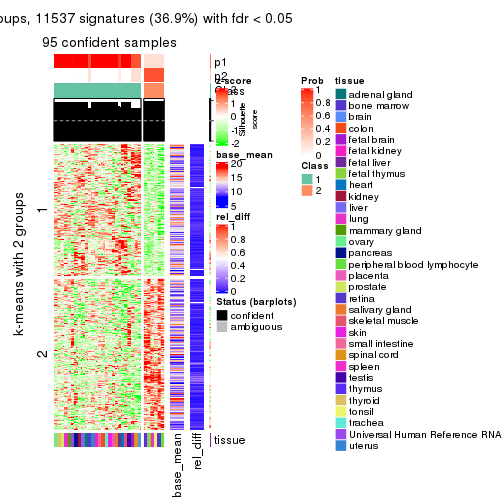 oups, 11537 signatures (36.9%) with fdr < 0.05
95 confident samples
p1
p2
Class
z-score
2
1
0
-1
-2
Silhouette
score
1
2
k-means with 2 groups
base_mean
20
15
10
5
rel_diff
1
0.8
0.6
0.4
0.2
0
Status (barplots)
confident
ambiguous
tissue
base_mean
rel_diff
Prob
1
0.8
0.6
0.4
0.2
0
Class
1
2
tissue
adrenal gland
bone marrow
brain
colon
fetal brain
fetal kidney
fetal liver
fetal thymus
heart
kidney
liver
lung
mammary gland
ovary
pancreas
peripheral blood lymphocyte
placenta
prostate
retina
salivary gland
skeletal muscle
skin
small intestine
spinal cord
spleen
testis
thymus
thyroid
tonsil
trachea
Universal Human Reference RNA
uterus